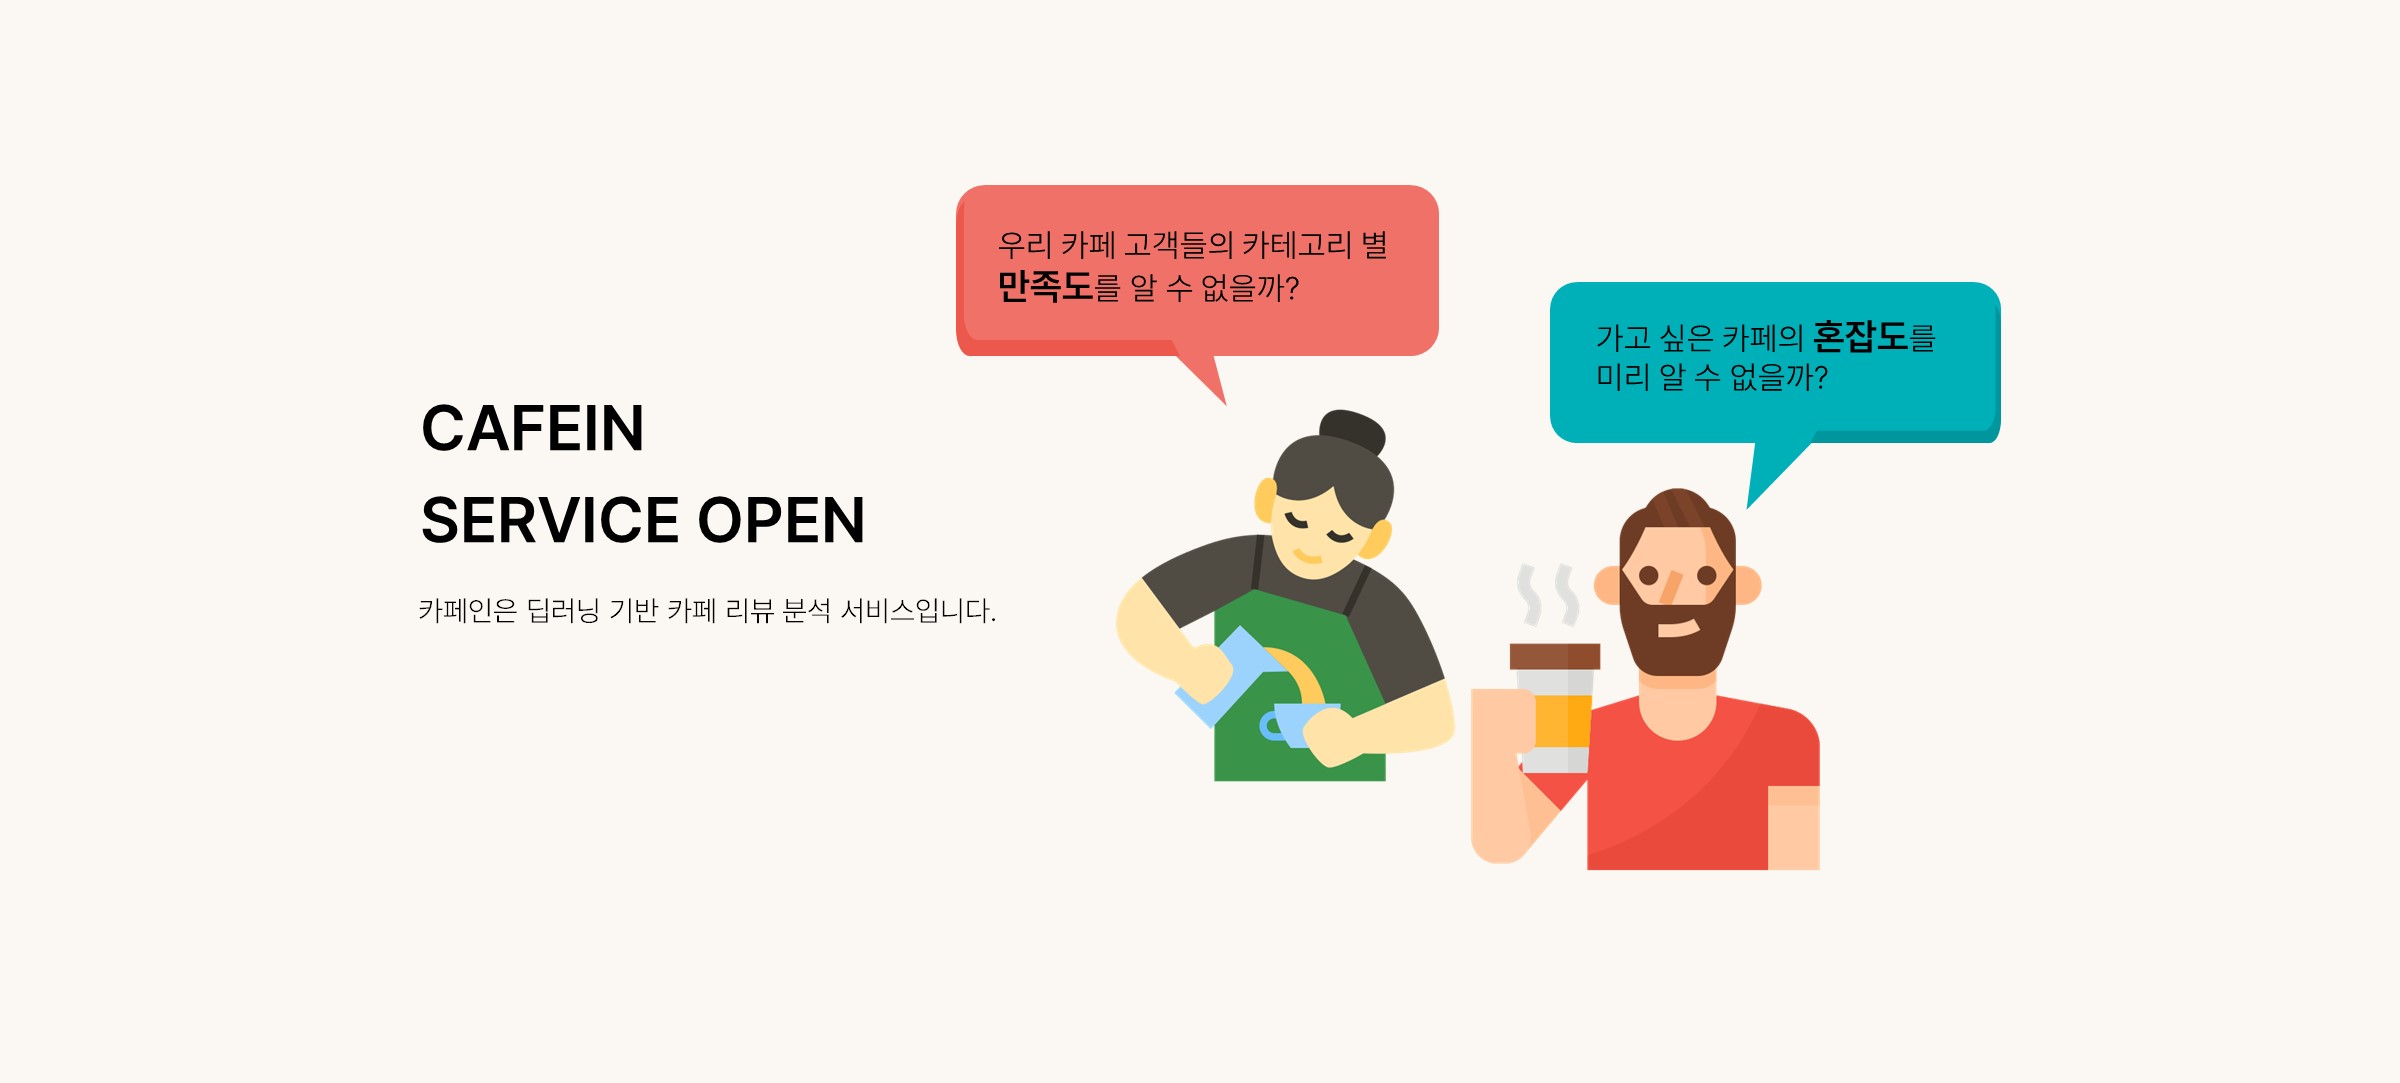 CAFEIN
SERVICE OPEN
카페인은 딥러닝 기반 카페 리뷰 분석 서비스입니다.
우리 카페 고객들의 카테고리 별
만족도를 알 수 없을까?
가고 싶은 카페의 혼잡도를
미리 알 수 없을까?